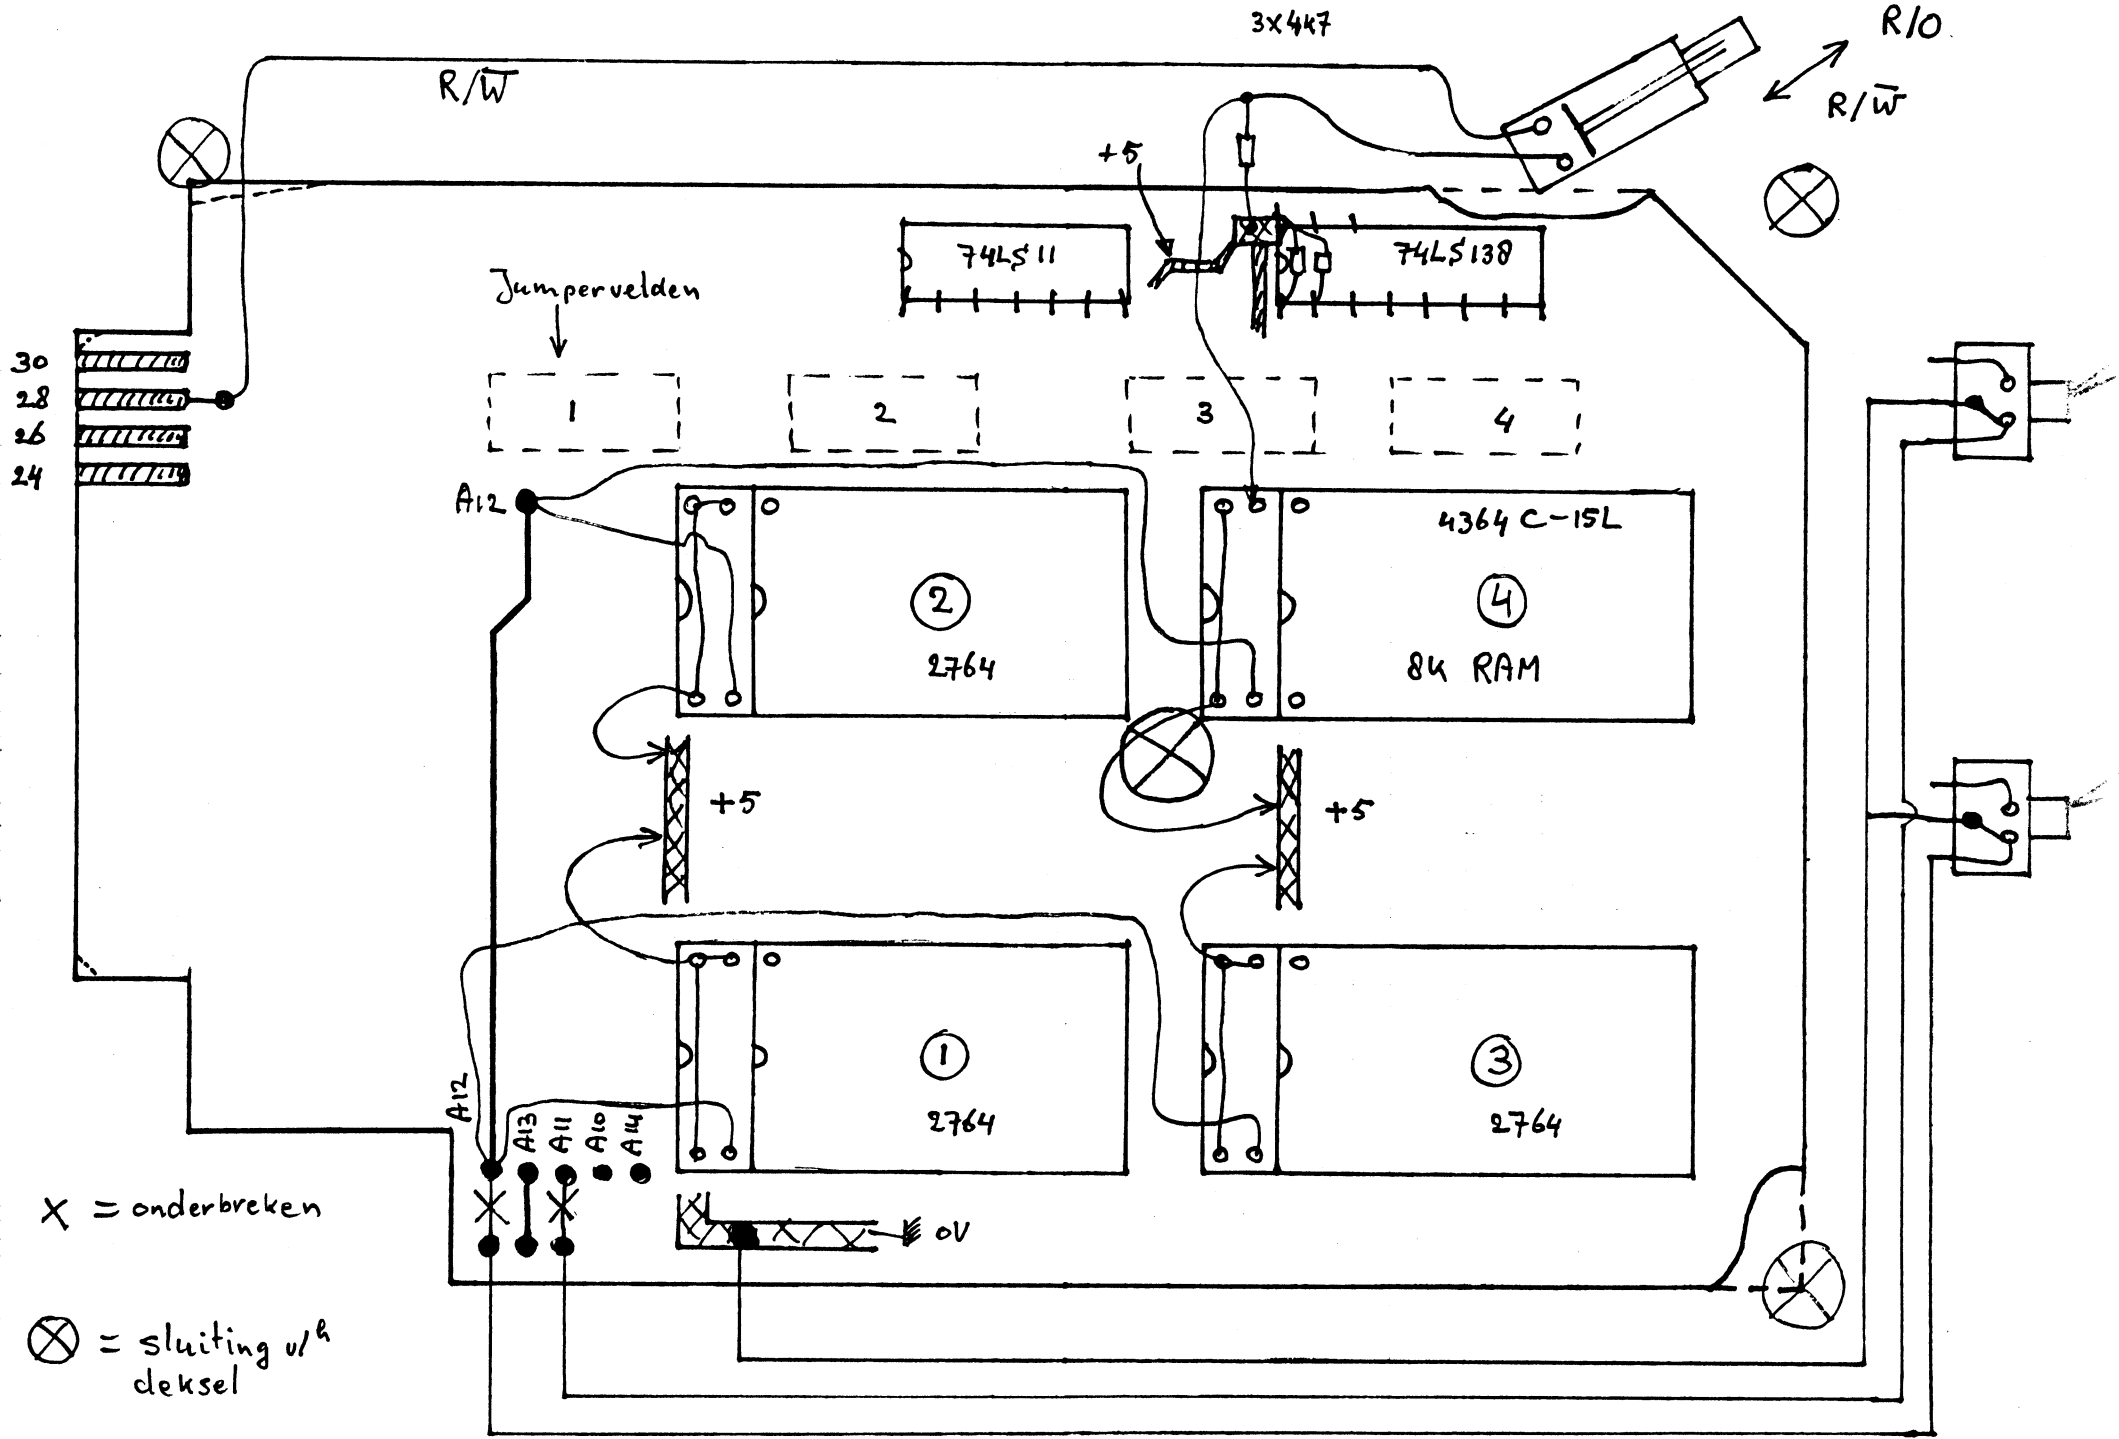 3x4k7
R/O
R/W̅
R/W̅
+5
74LS11
74LS138
Jumpervelden
30
28
26
24
1
2
3
4
A12
4364 C-15L
2
4
2764
8K RAM
+5
+5
1
3
2764
2764
A12
A13
A11
A10
A14
X = onderbreken
0V
= sluiting v/h
deksel